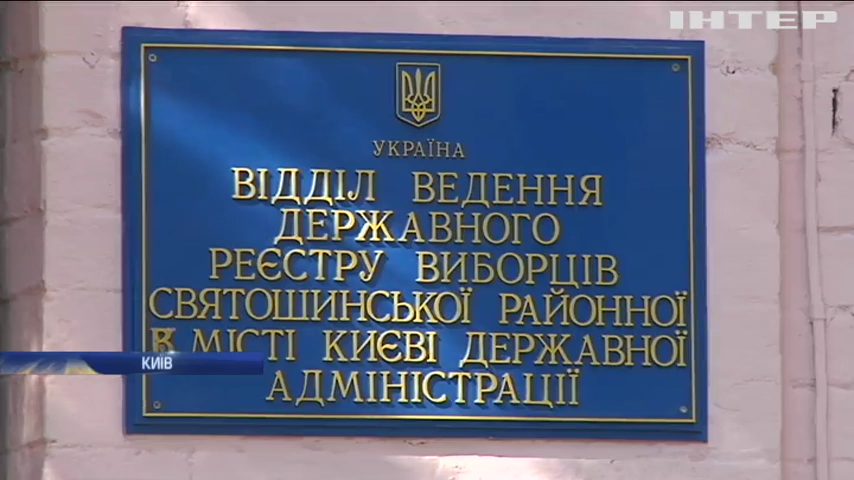 ІНТЕР
УКРАЇНА
ВІДДІЛ ВЕДЕННЯ
ДЕРЖАВНОГО
РЕЄСТРУ ВИБОРЦІВ
СВЯТОШИНСЬКОЇ РАЙОННОЇ
В МІСТІ КИЄВІ ДЕРЖАВНОЇ
КИЇВ
АДМІНІСТРАЦІЇ